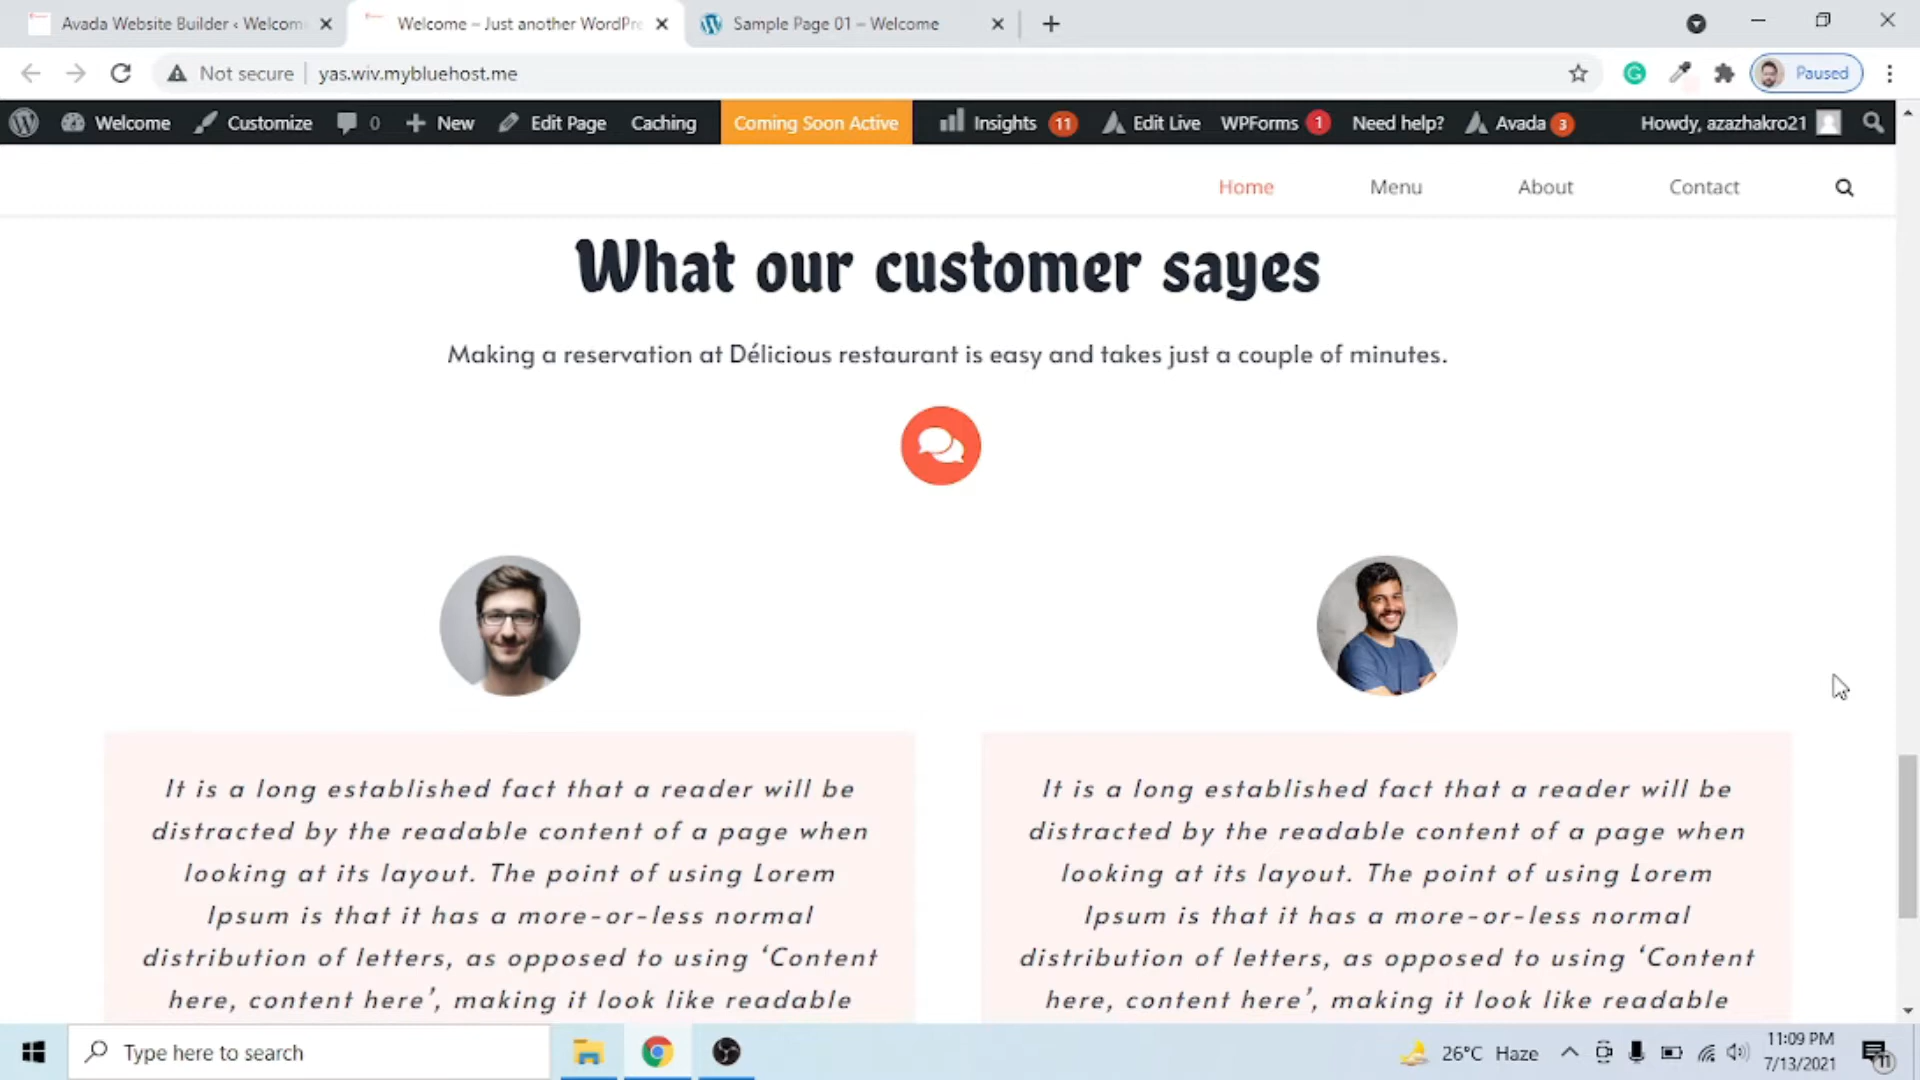 Avada Website Builder ‹ Welcom
Welcome – Just another WordPre
Sample Page 01 – Welcome
Not secure
yas.wiv.mybluehost.me
Paused
Welcome
Customize
0
New
Edit Page
Caching
Coming Soon Active
Insights 11
Edit Live
WPForms 1
Need help?
Avada 3
Howdy, azazhakro21
Home
Menu
About
Contact
What our customer sayes
Making a reservation at Délicious restaurant is easy and takes just a couple of minutes.
It is a long established fact that a reader will be
distracted by the readable content of a page when
looking at its layout. The point of using Lorem
Ipsum is that it has a more-or-less normal
distribution of letters, as opposed to using ‘Content
here, content here’, making it look like readable
It is a long established fact that a reader will be
distracted by the readable content of a page when
looking at its layout. The point of using Lorem
Ipsum is that it has a more-or-less normal
distribution of letters, as opposed to using ‘Content
here, content here’, making it look like readable
Type here to search
26°C Haze
11:09 PM
7/13/2021
11